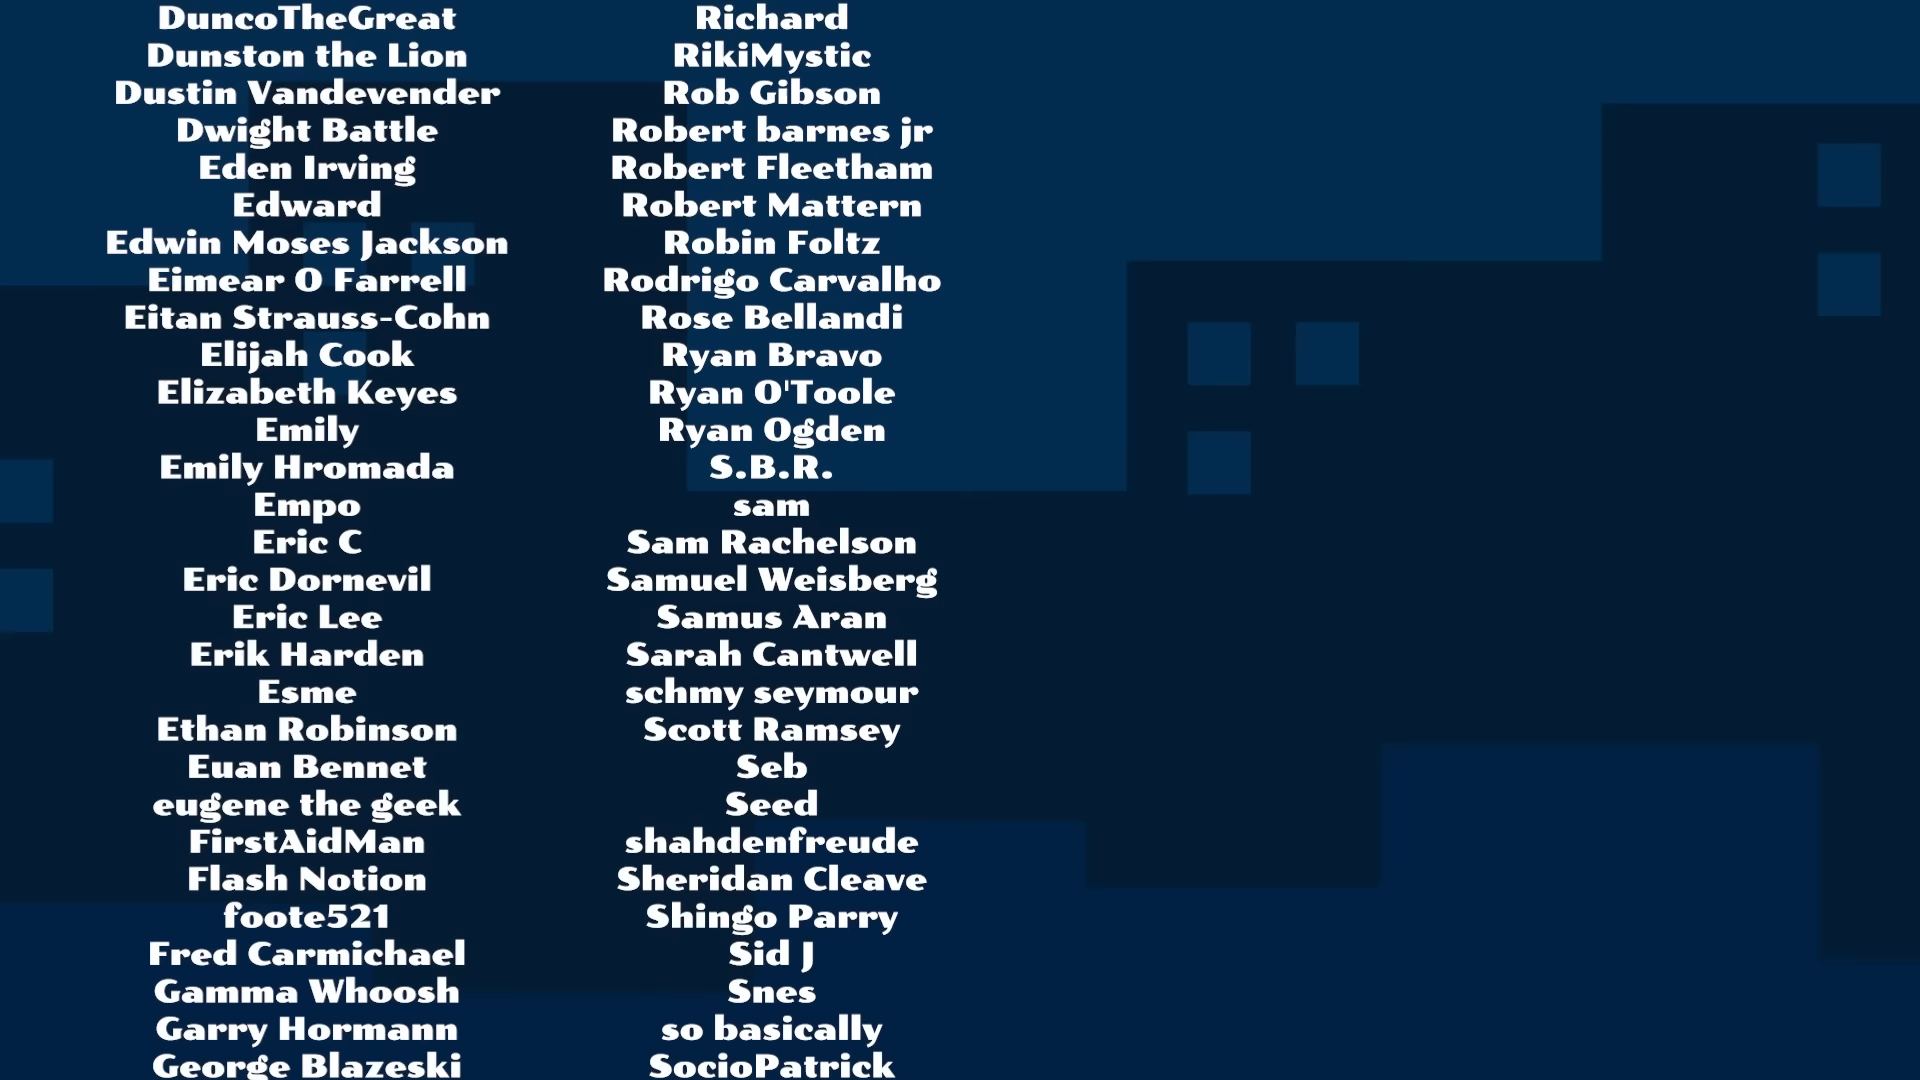 DuncoTheGreat
Dunston the Lion
Dustin Vandevender
Dwight Battle
Eden Irving
Edward
Edwin Moses Jackson
Eimear O Farrell
Eitan Strauss-Cohn
Elijah Cook
Elizabeth Keyes
Emily
Emily Hromada
Empo
Eric C
Eric Dornevil
Eric Lee
Erik Harden
Esme
Ethan Robinson
Euan Bennet
eugene the geek
FirstAidMan
Flash Notion
foote521
Fred Carmichael
Gamma Whoosh
Garry Hormann
George Blazeski
Richard
RikiMystic
Rob Gibson
Robert barnes jr
Robert Fleetham
Robert Mattern
Robin Foltz
Rodrigo Carvalho
Rose Bellandi
Ryan Bravo
Ryan O'Toole
Ryan Ogden
S.B.R.
sam
Sam Rachelson
Samuel Weisberg
Samus Aran
Sarah Cantwell
schmy seymour
Scott Ramsey
Seb
Seed
shahdenfreude
Sheridan Cleave
Shingo Parry
Sid J
Snes
so basically
SocioPatrick